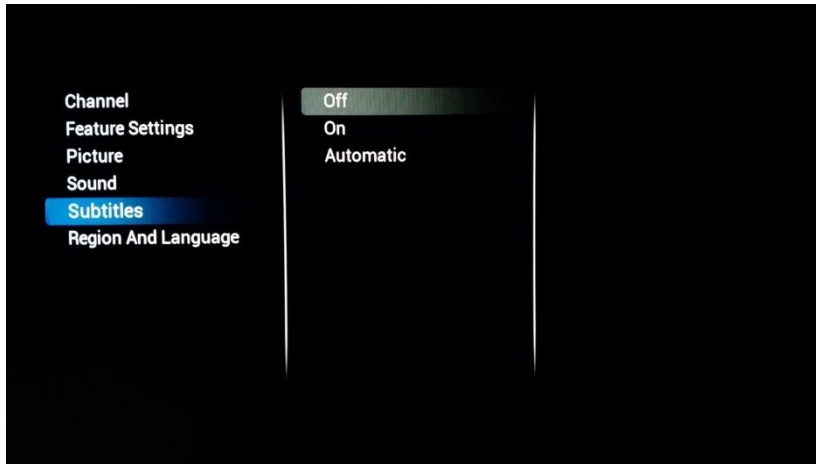 Channel
Feature Settings
Picture
Sound
Subtitles
Region And Language
Off
On
Automatic